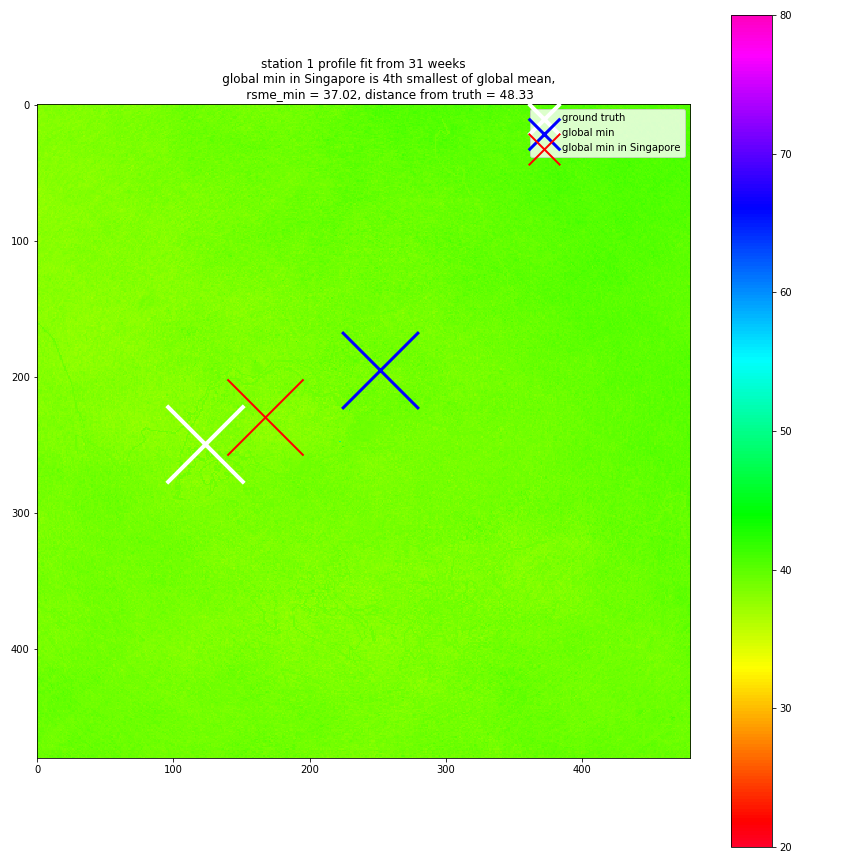 station 1 profile fit from 31 weeks
global min in Singapore is 4th smallest of global mean,
rsme_min = 37.02, distance from truth = 48.33
ground truth
global min
global min in Singapore
0
100
200
300
400
0 100 200 300 400
80
70
60
50
40
30
20